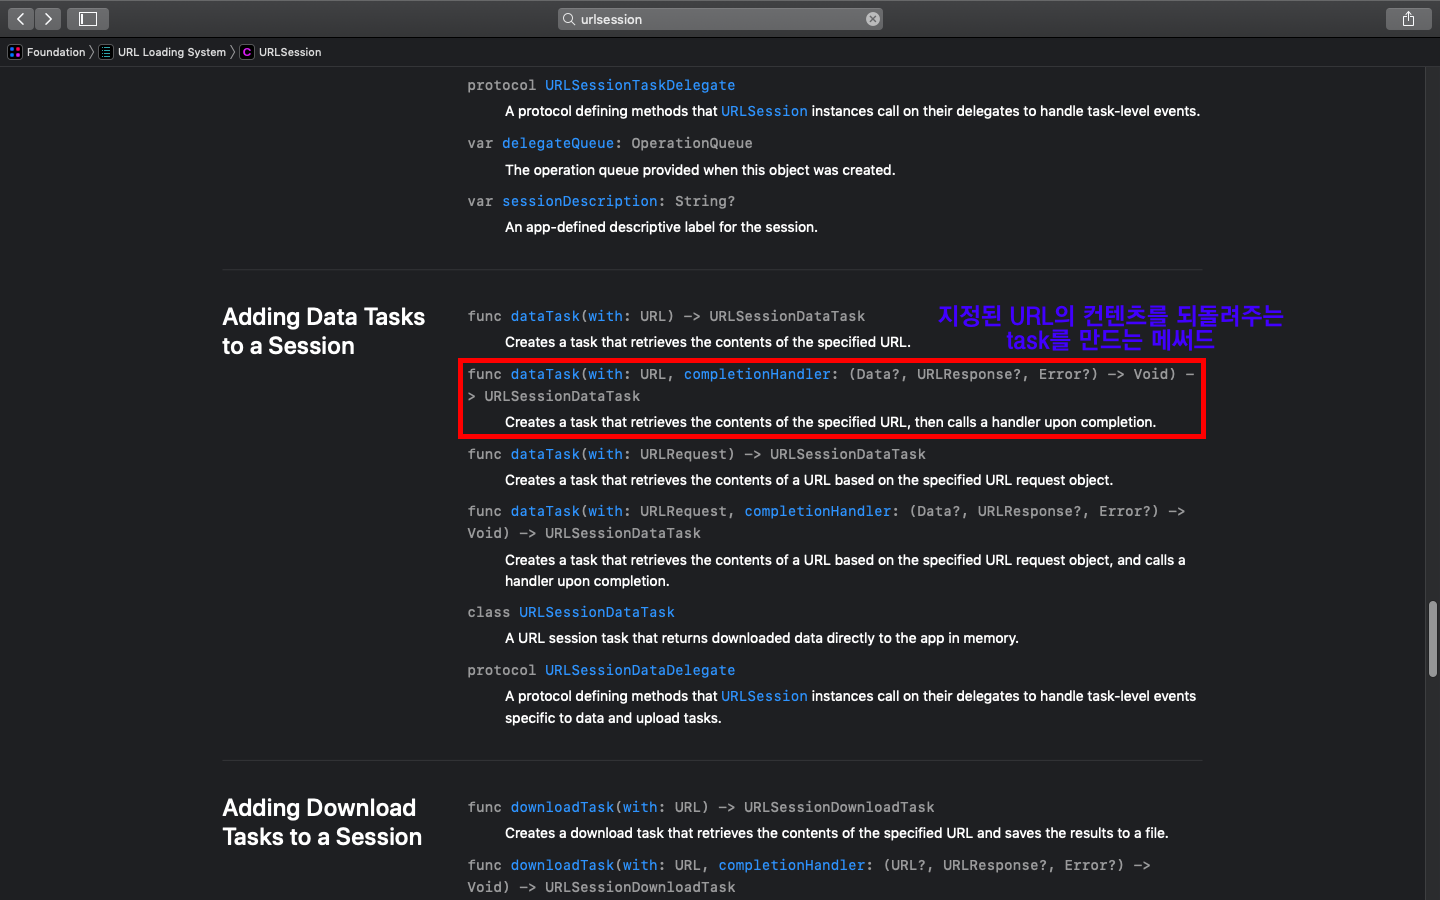 urlsession
Foundation URL Loading System C URLSession
protocol URLSessionTaskDelegate
A protocol defining methods that URLSession instances call on their delegates to handle task-level events.
var delegateQueue: OperationQueue
The operation queue provided when this object was created.
var sessionDescription: String?
An app-defined descriptive label for the session.
Adding Data Tasks
to a Session
func dataTask(with: URL) -> URLSessionDataTask
Creates a task that retrieves the contents of the specified URL.
지정된 URL의 컨텐츠를 되돌려주는
task를 만드는 메써드
func dataTask(with: URL, completionHandler: (Data?, URLResponse?, Error?) -> Void) -
> URLSessionDataTask
Creates a task that retrieves the contents of the specified URL, then calls a handler upon completion.
func dataTask(with: URLRequest) -> URLSessionDataTask
Creates a task that retrieves the contents of a URL based on the specified URL request object.
func dataTask(with: URLRequest, completionHandler: (Data?, URLResponse?, Error?) ->
Void) -> URLSessionDataTask
Creates a task that retrieves the contents of a URL based on the specified URL request object, and calls a
handler upon completion.
class URLSessionDataTask
A URL session task that returns downloaded data directly to the app in memory.
protocol URLSessionDataDelegate
A protocol defining methods that URLSession instances call on their delegates to handle task-level events
specific to data and upload tasks.
Adding Download
Tasks to a Session
func downloadTask(with: URL) -> URLSessionDownloadTask
Creates a download task that retrieves the contents of the specified URL and saves the results to a file.
func downloadTask(with: URL, completionHandler: (URL?, URLResponse?, Error?) ->
Void) -> URLSessionDownloadTask